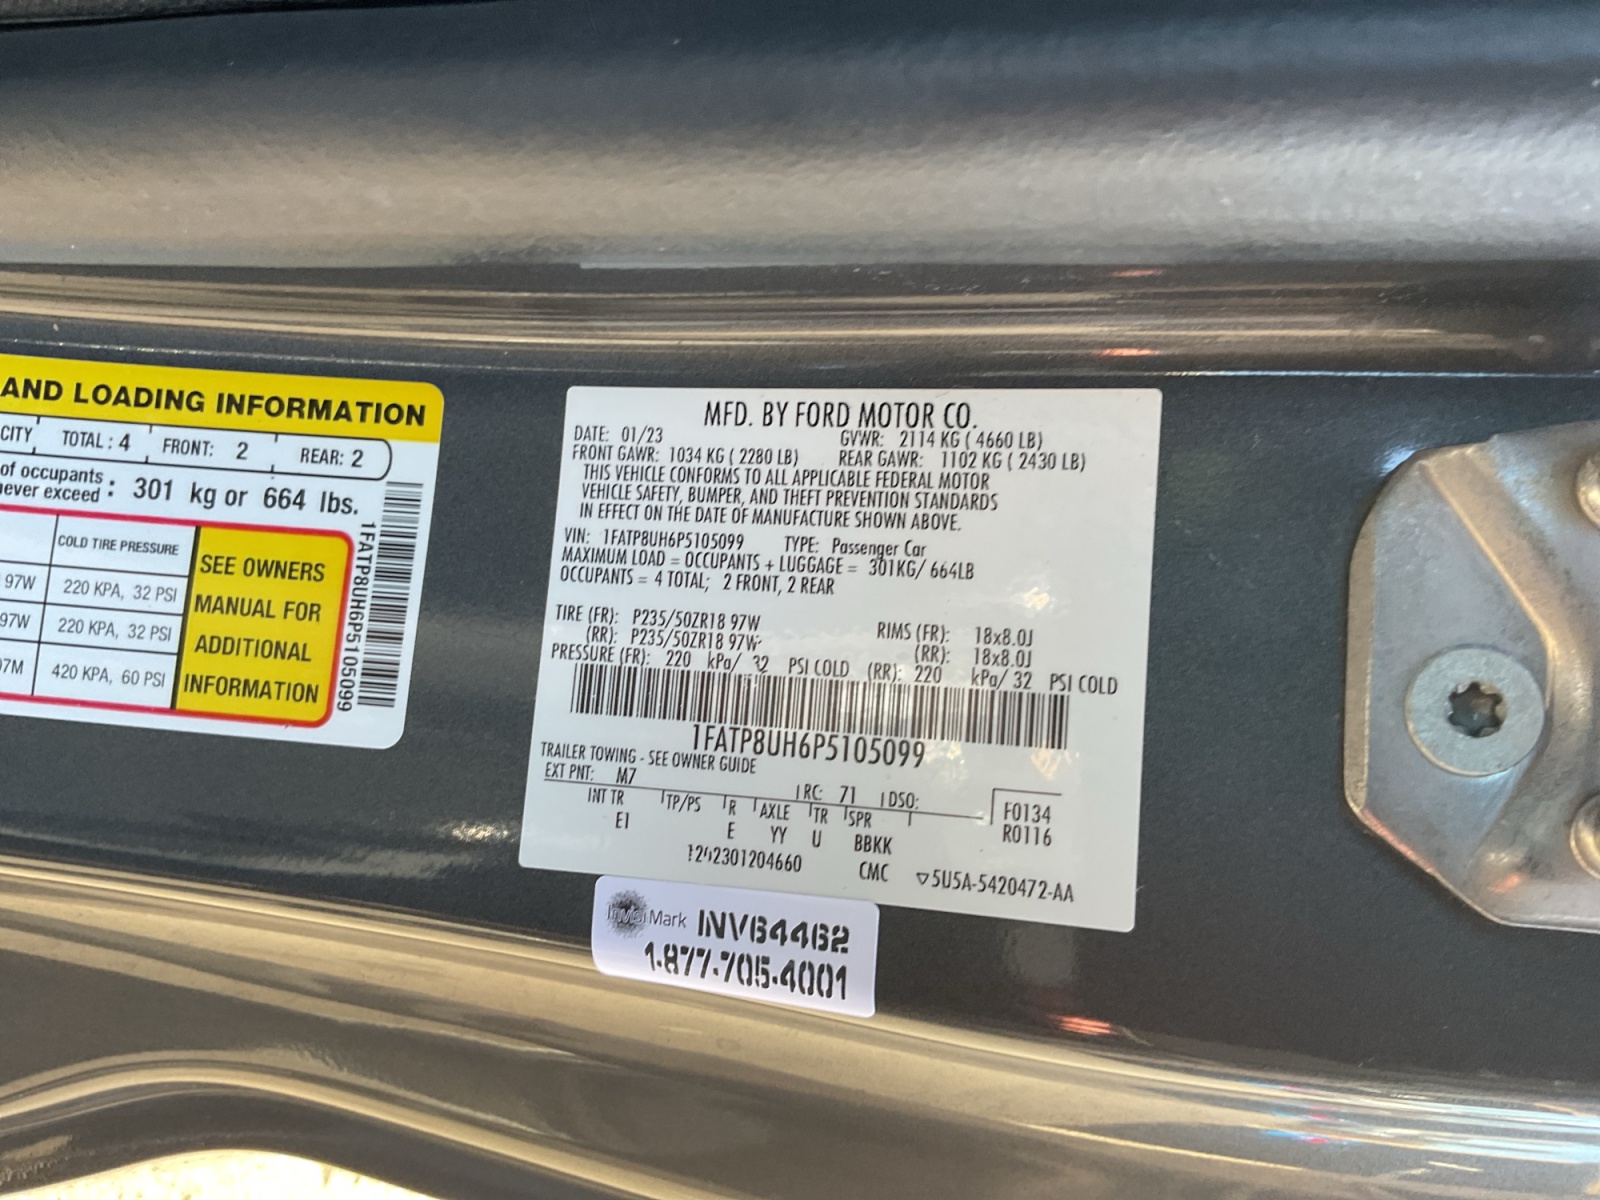 AND LOADING INFORMATION
CITY TOTAL : 4 FRONT: 2 REAR: 2
of occupants
never exceed : 301 kg or 664 lbs.
COLD TIRE PRESSURE
97W 220 KPA, 32 PSI
97W 220 KPA, 32 PSI
97M 420 KPA, 60 PSI
SEE OWNERS
MANUAL FOR
ADDITIONAL
INFORMATION
1FATP8UH6P5105099
MFD. BY FORD MOTOR CO.
DATE: 01/23 GVWR: 2114 KG ( 4660 LB)
FRONT GAWR: 1034 KG ( 2280 LB) REAR GAWR: 1102 KG ( 2430 LB)
THIS VEHICLE CONFORMS TO ALL APPLICABLE FEDERAL MOTOR
VEHICLE SAFETY, BUMPER, AND THEFT PREVENTION STANDARDS
IN EFFECT ON THE DATE OF MANUFACTURE SHOWN ABOVE.
VIN: 1FATP8UH6P5105099 TYPE: Passenger Car
MAXIMUM LOAD = OCCUPANTS + LUGGAGE = 301KG/ 664LB
OCCUPANTS = 4 TOTAL; 2 FRONT, 2 REAR
TIRE (FR): P235/50ZR18 97W RIMS (FR): 18x8.0J
(RR): P235/50ZR18 97W (RR): 18x8.0J
PRESSURE (FR): 220 kPa/ 32 PSI COLD (RR): 220 kPa/ 32 PSI COLD
1FATP8UH6P5105099
TRAILER TOWING - SEE OWNER GUIDE
EXT PNT: M7 RC: 71 DSO:
INT TR TP/PS R AXLE TR SPR F0134
EI E YY U BBKK R0116
CMC ▽5U5A-5420472-AA
InvisiMark INV64462
1-877-705-4001